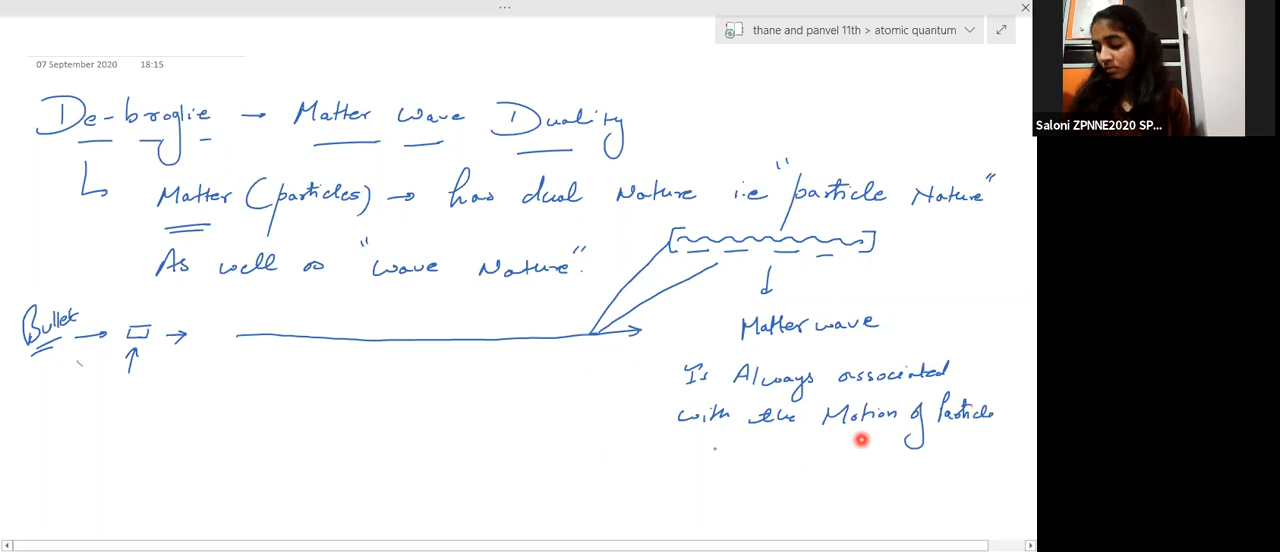 thane and panvel 11th > atomic quantum
07 September 2020 18:15
De-broglie → Matter wave Duality
Matter (particles) → has dual Nature i.e "particle Nature"
As well as "wave Nature".
Bullet
Matter wave
Is Always associated
with the Motion of Particle
Saloni ZPNNE2020 SP...